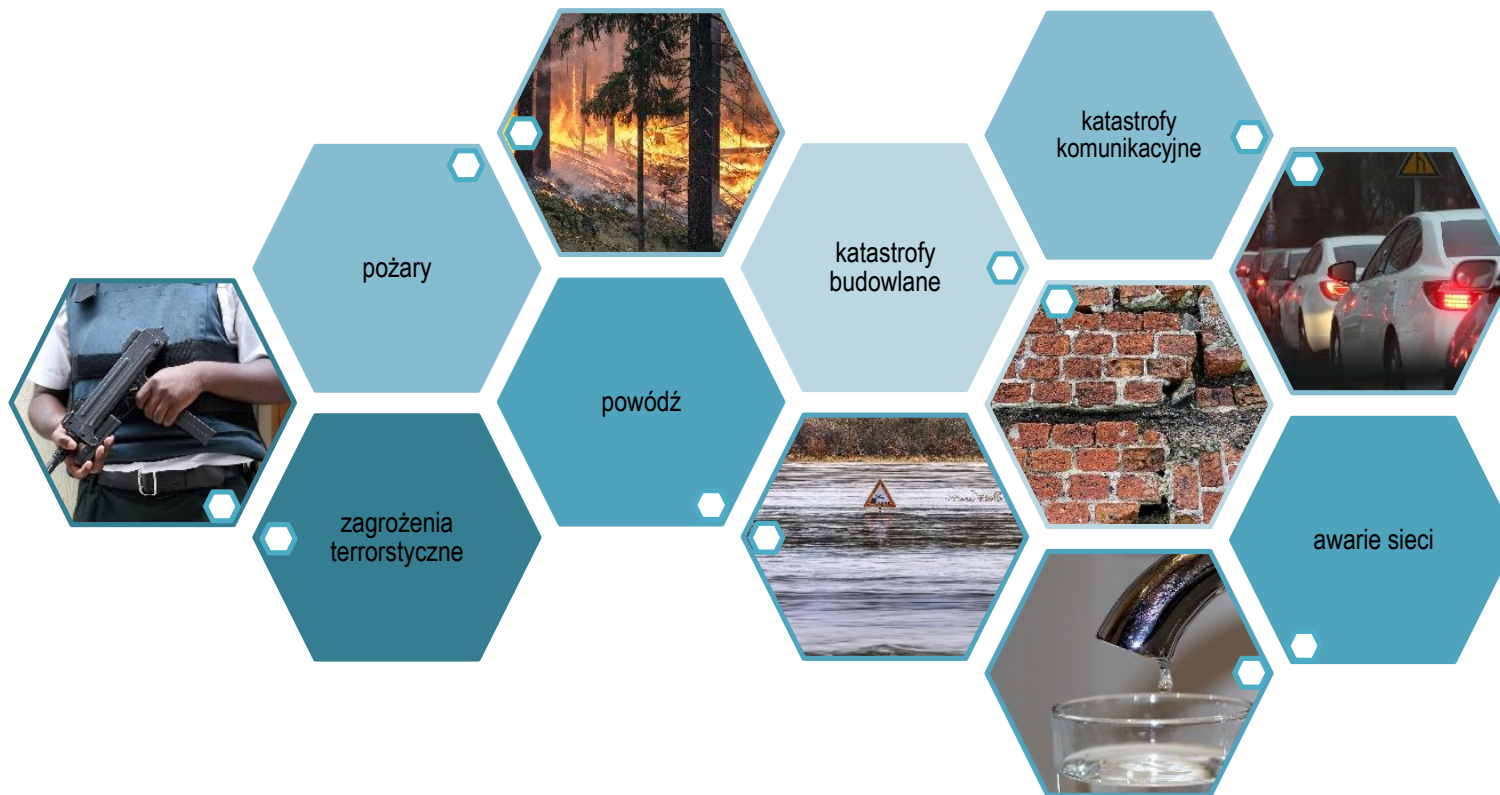 pożary
zagrożenia
terrorstyczne
powódź
katastrofy
budowlane
katastrofy
komunikacyjne
awarie sieci